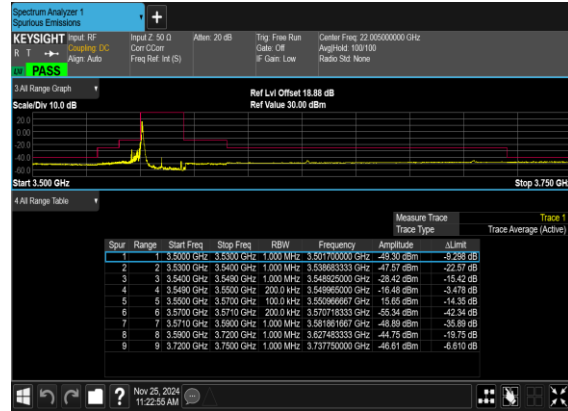 Spectrum Analyzer 1
Spurious Emissions
KEYSIGHT Input: RF Input Z: 50 Ω Atten: 20 dB Trig: Free Run Center Freq: 22.005000000 GHz
R T Coupling: DC Corr CCorr Gate: Off Avg|Hold: 100/100
Align: Auto Freq Ref: Int (S) IF Gain: Low Radio Std: None
PASS
3.All Range Graph
Scale/Div 10.0 dB Ref Lvl Offset 18.88 dB
Ref Value 30.00 dBm
20.0
0.00
-20.0
-40.0
-60.0
Start 3.500 GHz Stop 3.750 GHz
4.All Range Table
Measure Trace Trace 1
Trace Type Trace Average (Active)
Spur Range Start Freq Stop Freq RBW Frequency Amplitude ΔLimit
1 1 3.5000 GHz 3.5300 GHz 1.000 MHz 3.501700000 GHz -49.30 dBm -9.298 dB
2 2 3.5300 GHz 3.5400 GHz 1.000 MHz 3.538683333 GHz -47.57 dBm -22.57 dB
3 3 3.5400 GHz 3.5490 GHz 1.000 MHz 3.548925000 GHz -28.42 dBm -15.42 dB
4 4 3.5490 GHz 3.5500 GHz 200.0 kHz 3.549965000 GHz -16.48 dBm -3.478 dB
5 5 3.5500 GHz 3.5700 GHz 100.0 kHz 3.550966667 GHz 15.65 dBm -14.35 dB
6 6 3.5700 GHz 3.5710 GHz 200.0 kHz 3.570718333 GHz -55.34 dBm -42.34 dB
7 7 3.5710 GHz 3.5900 GHz 1.000 MHz 3.581861667 GHz -48.89 dBm -35.89 dB
8 8 3.5900 GHz 3.7200 GHz 1.000 MHz 3.627483333 GHz -44.75 dBm -19.75 dB
9 9 3.7200 GHz 3.7500 GHz 1.000 MHz 3.737750000 GHz -46.61 dBm -6.610 dB
? Nov 25, 2024
11:22:55 AM